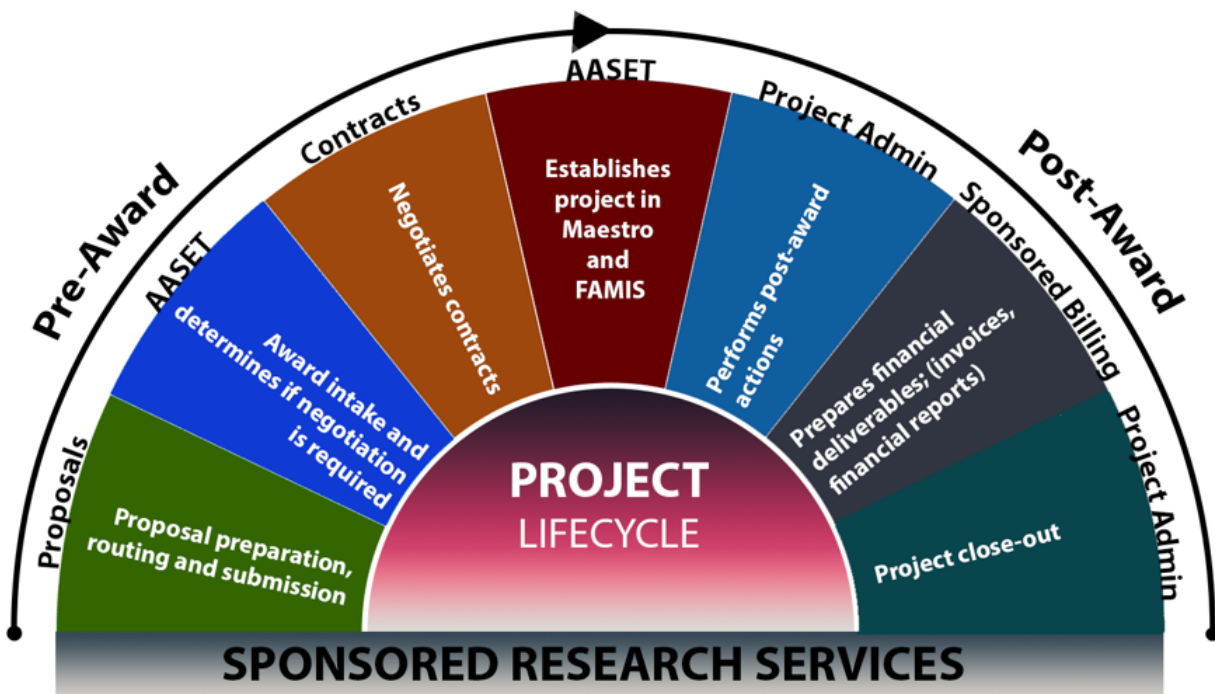 Pre-Award
Post-Award
Proposals
Proposal preparation,
routing and submission
AASET
Award intake and
determines if negotiation
is required
Contracts
Negotiates contracts
AASET
Establishes
project in
Maestro
and
FAMIS
Project Admin
Performs post-award
actions
Sponsored Billing
Prepares financial
deliverables; (invoices,
financial reports)
Project Admin
Project close-out
PROJECT
LIFECYCLE
SPONSORED RESEARCH SERVICES